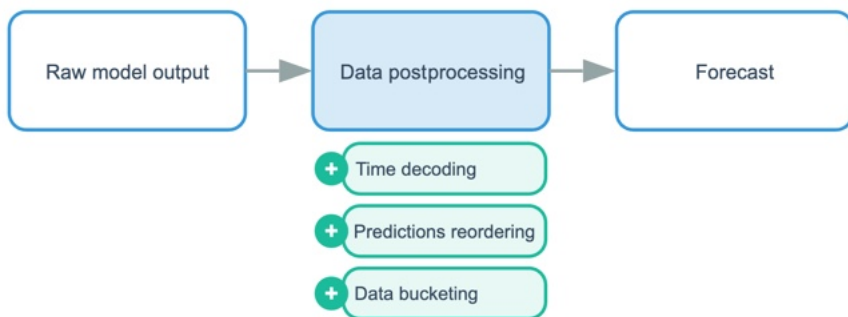 Raw model output
Data postprocessing
Forecast
+ Time decoding
+ Predictions reordering
+ Data bucketing